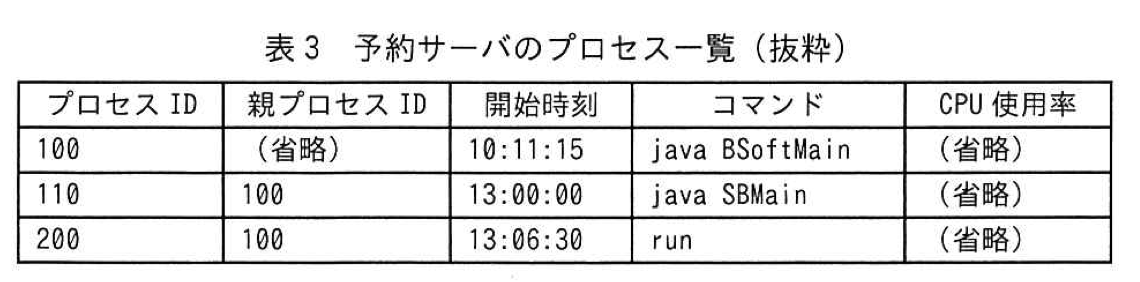 表3 予約サーバのプロセス一覧（抜粋）
プロセス ID 親プロセス ID 開始時刻 コマンド CPU 使用率
100 （省略） 10:11:15 java BSoftMain （省略）
110 100 13:00:00 java SBMain （省略）
200 100 13:06:30 run （省略）